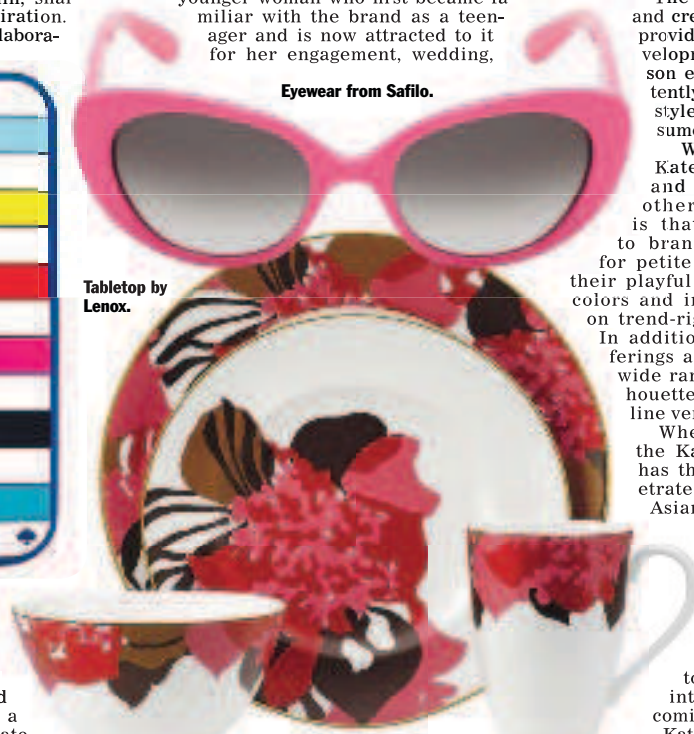 iration.
labora-
younger woman who first became fa-
miliar with the brand as a teen-
ager and is now attracted to it
for her engagement, wedding,
Eyewear from Safilo.
Tabletop by
Lenox.
The
and cre
provid
velopm
son e
tently
style
sume
W
Kate
and
other
is that
to bran
for petite
their playful
colors and in
on trend-rig
In additio
ferings a
wide ran
houette
line ver
Whe
the Ka
has th
etrate
Asian
to
int
comi
Kat
d
a